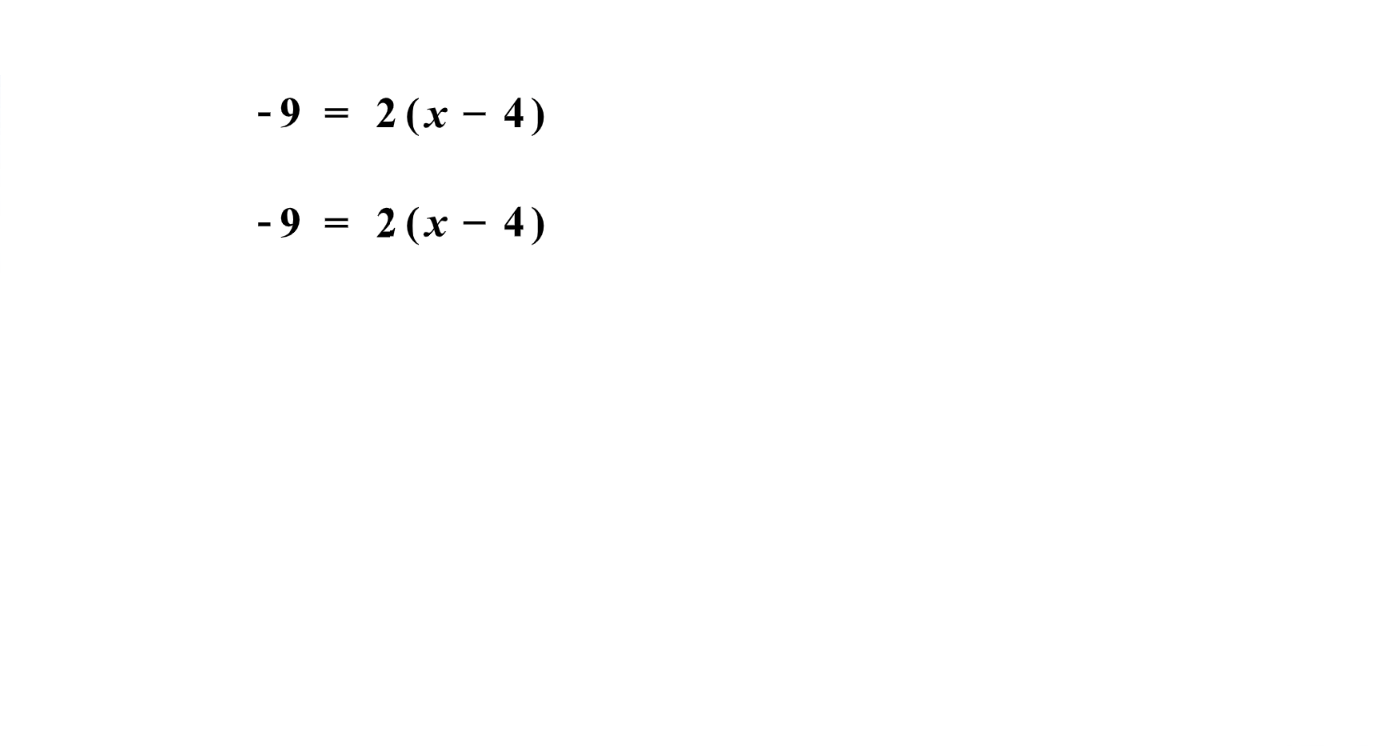 -9 = 2(x − 4)
-9 = 2(x − 4)